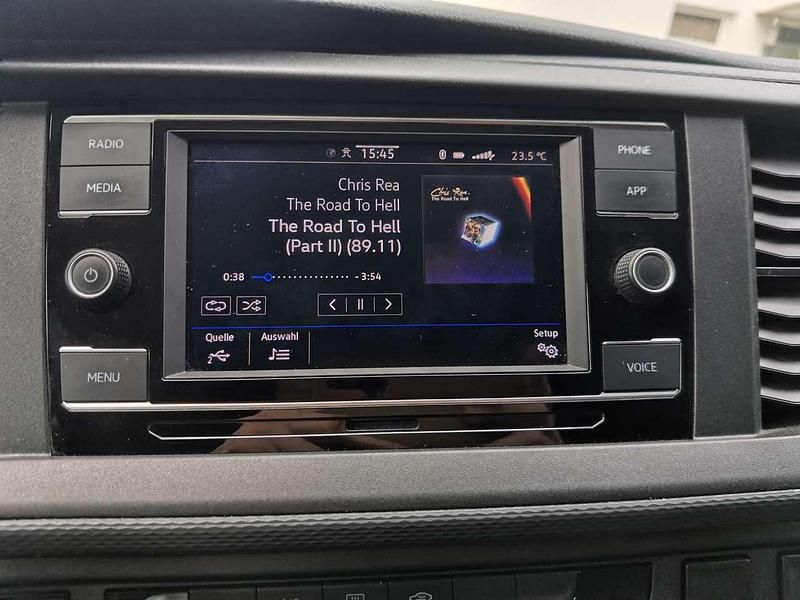 RADIO
MEDIA
MENU
PHONE
APP
VOICE
15:45
23.5 °C
Chris Rea
The Road To Hell
The Road To Hell
(Part II) (89.11)
0:38
- 3:54
Chris Rea.
The Road To Hell
Quelle
2
Auswahl
Setup